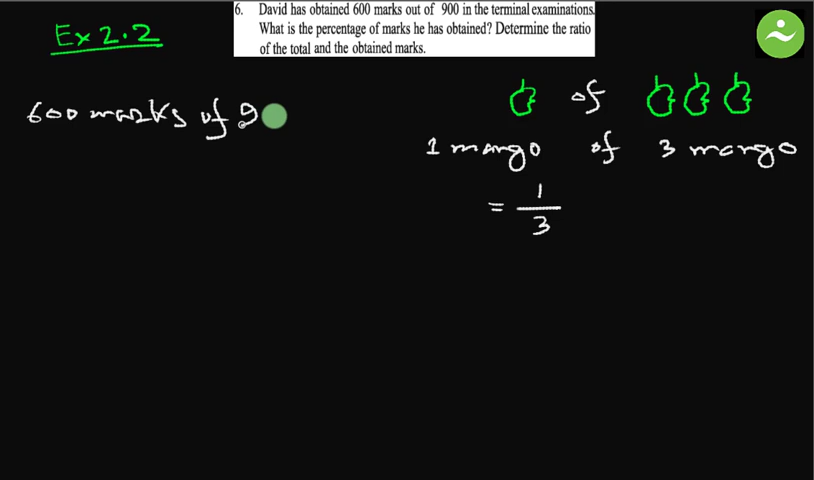 6. David has obtained 600 marks out of 900 in the terminal examinations.
What is the percentage of marks he has obtained? Determine the ratio
of the total and the obtained marks.
Ex 2.2
600 marks of 9
of
1 mango of 3 mango
= 1/3